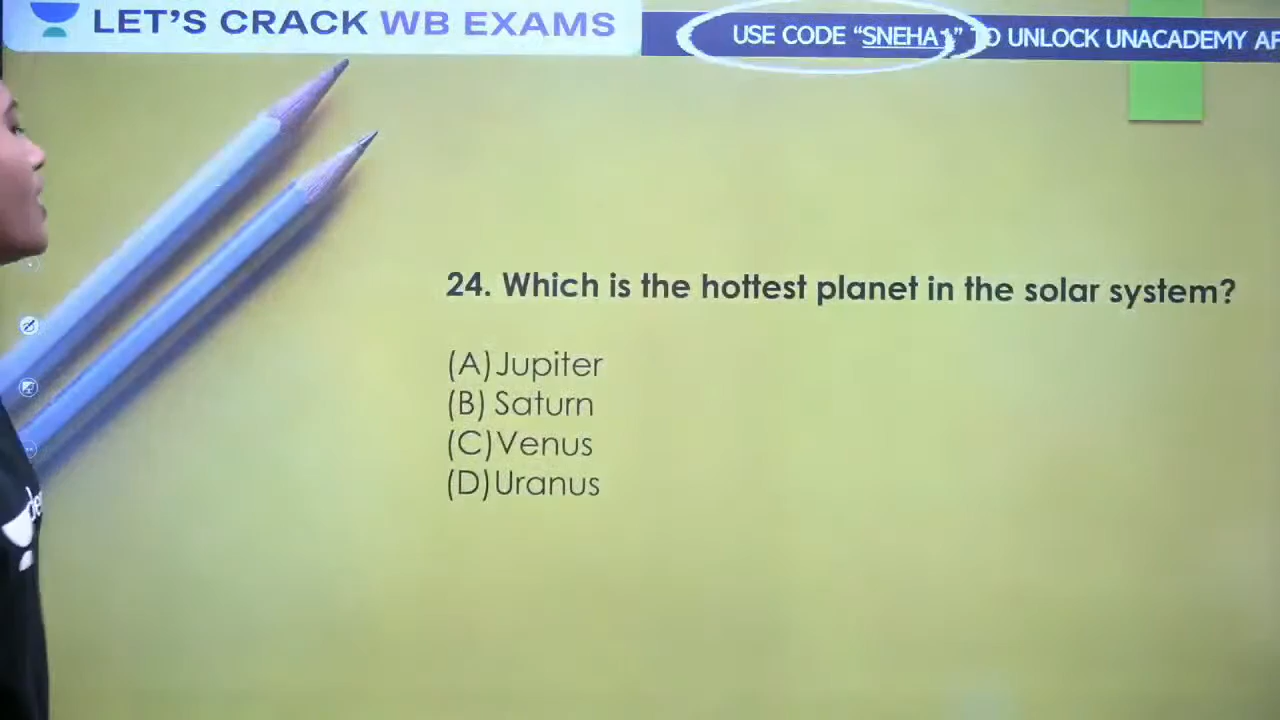 LET'S CRACK WB EXAMS
USE CODE “SNEHA1” TO UNLOCK UNACADEMY
24. Which is the hottest planet in the solar system?
(A) Jupiter
(B) Saturn
(C) Venus
(D) Uranus